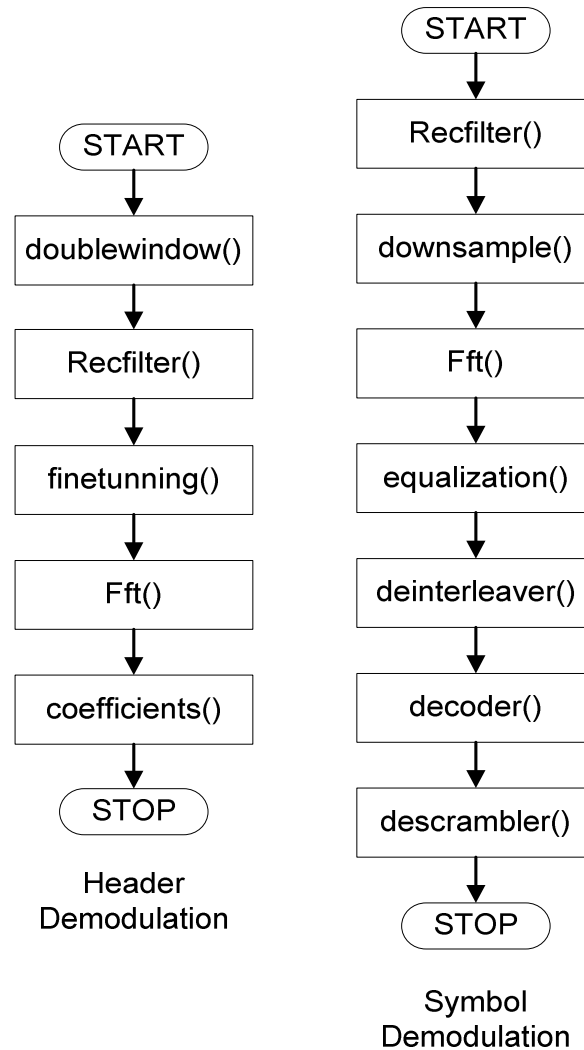 START
doublewindow()
Recfilter()
finetunning()
Fft()
coefficients()
STOP
Header
Demodulation
START
Recfilter()
downsample()
Fft()
equalization()
deinterleaver()
decoder()
descrambler()
STOP
Symbol
Demodulation